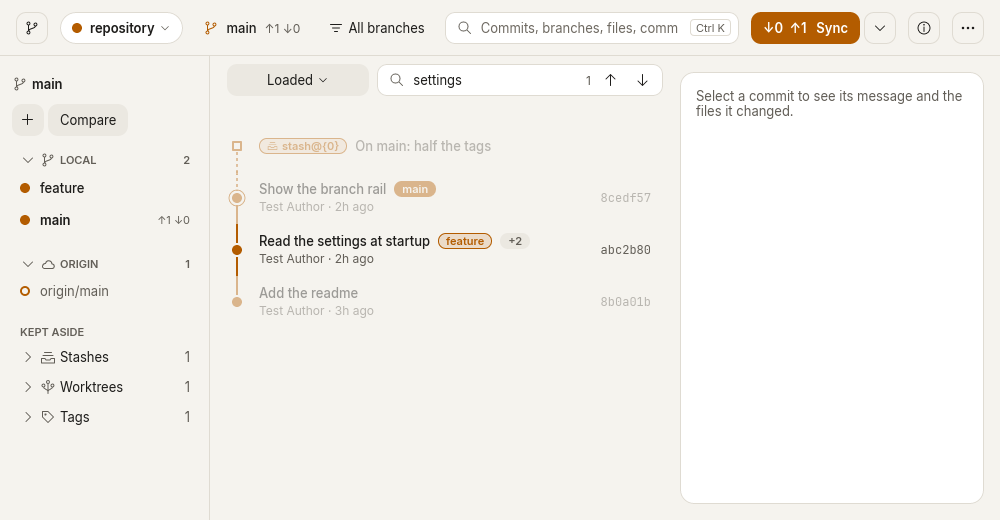 repository
main ↑1 ↓0
All branches
Commits, branches, files, comm
Ctrl K
↓0 ↑1 Sync
main
Compare
LOCAL 2
feature
main ↑1 ↓0
ORIGIN 1
origin/main
KEPT ASIDE
Stashes 1
Worktrees 1
Tags 1
Loaded
settings 1
stash@{0} On main: half the tags
Show the branch rail main
Test Author · 2h ago 8cedf57
Read the settings at startup feature +2
Test Author · 2h ago abc2b80
Add the readme
Test Author · 3h ago 8b0a01b
Select a commit to see its message and the
files it changed.